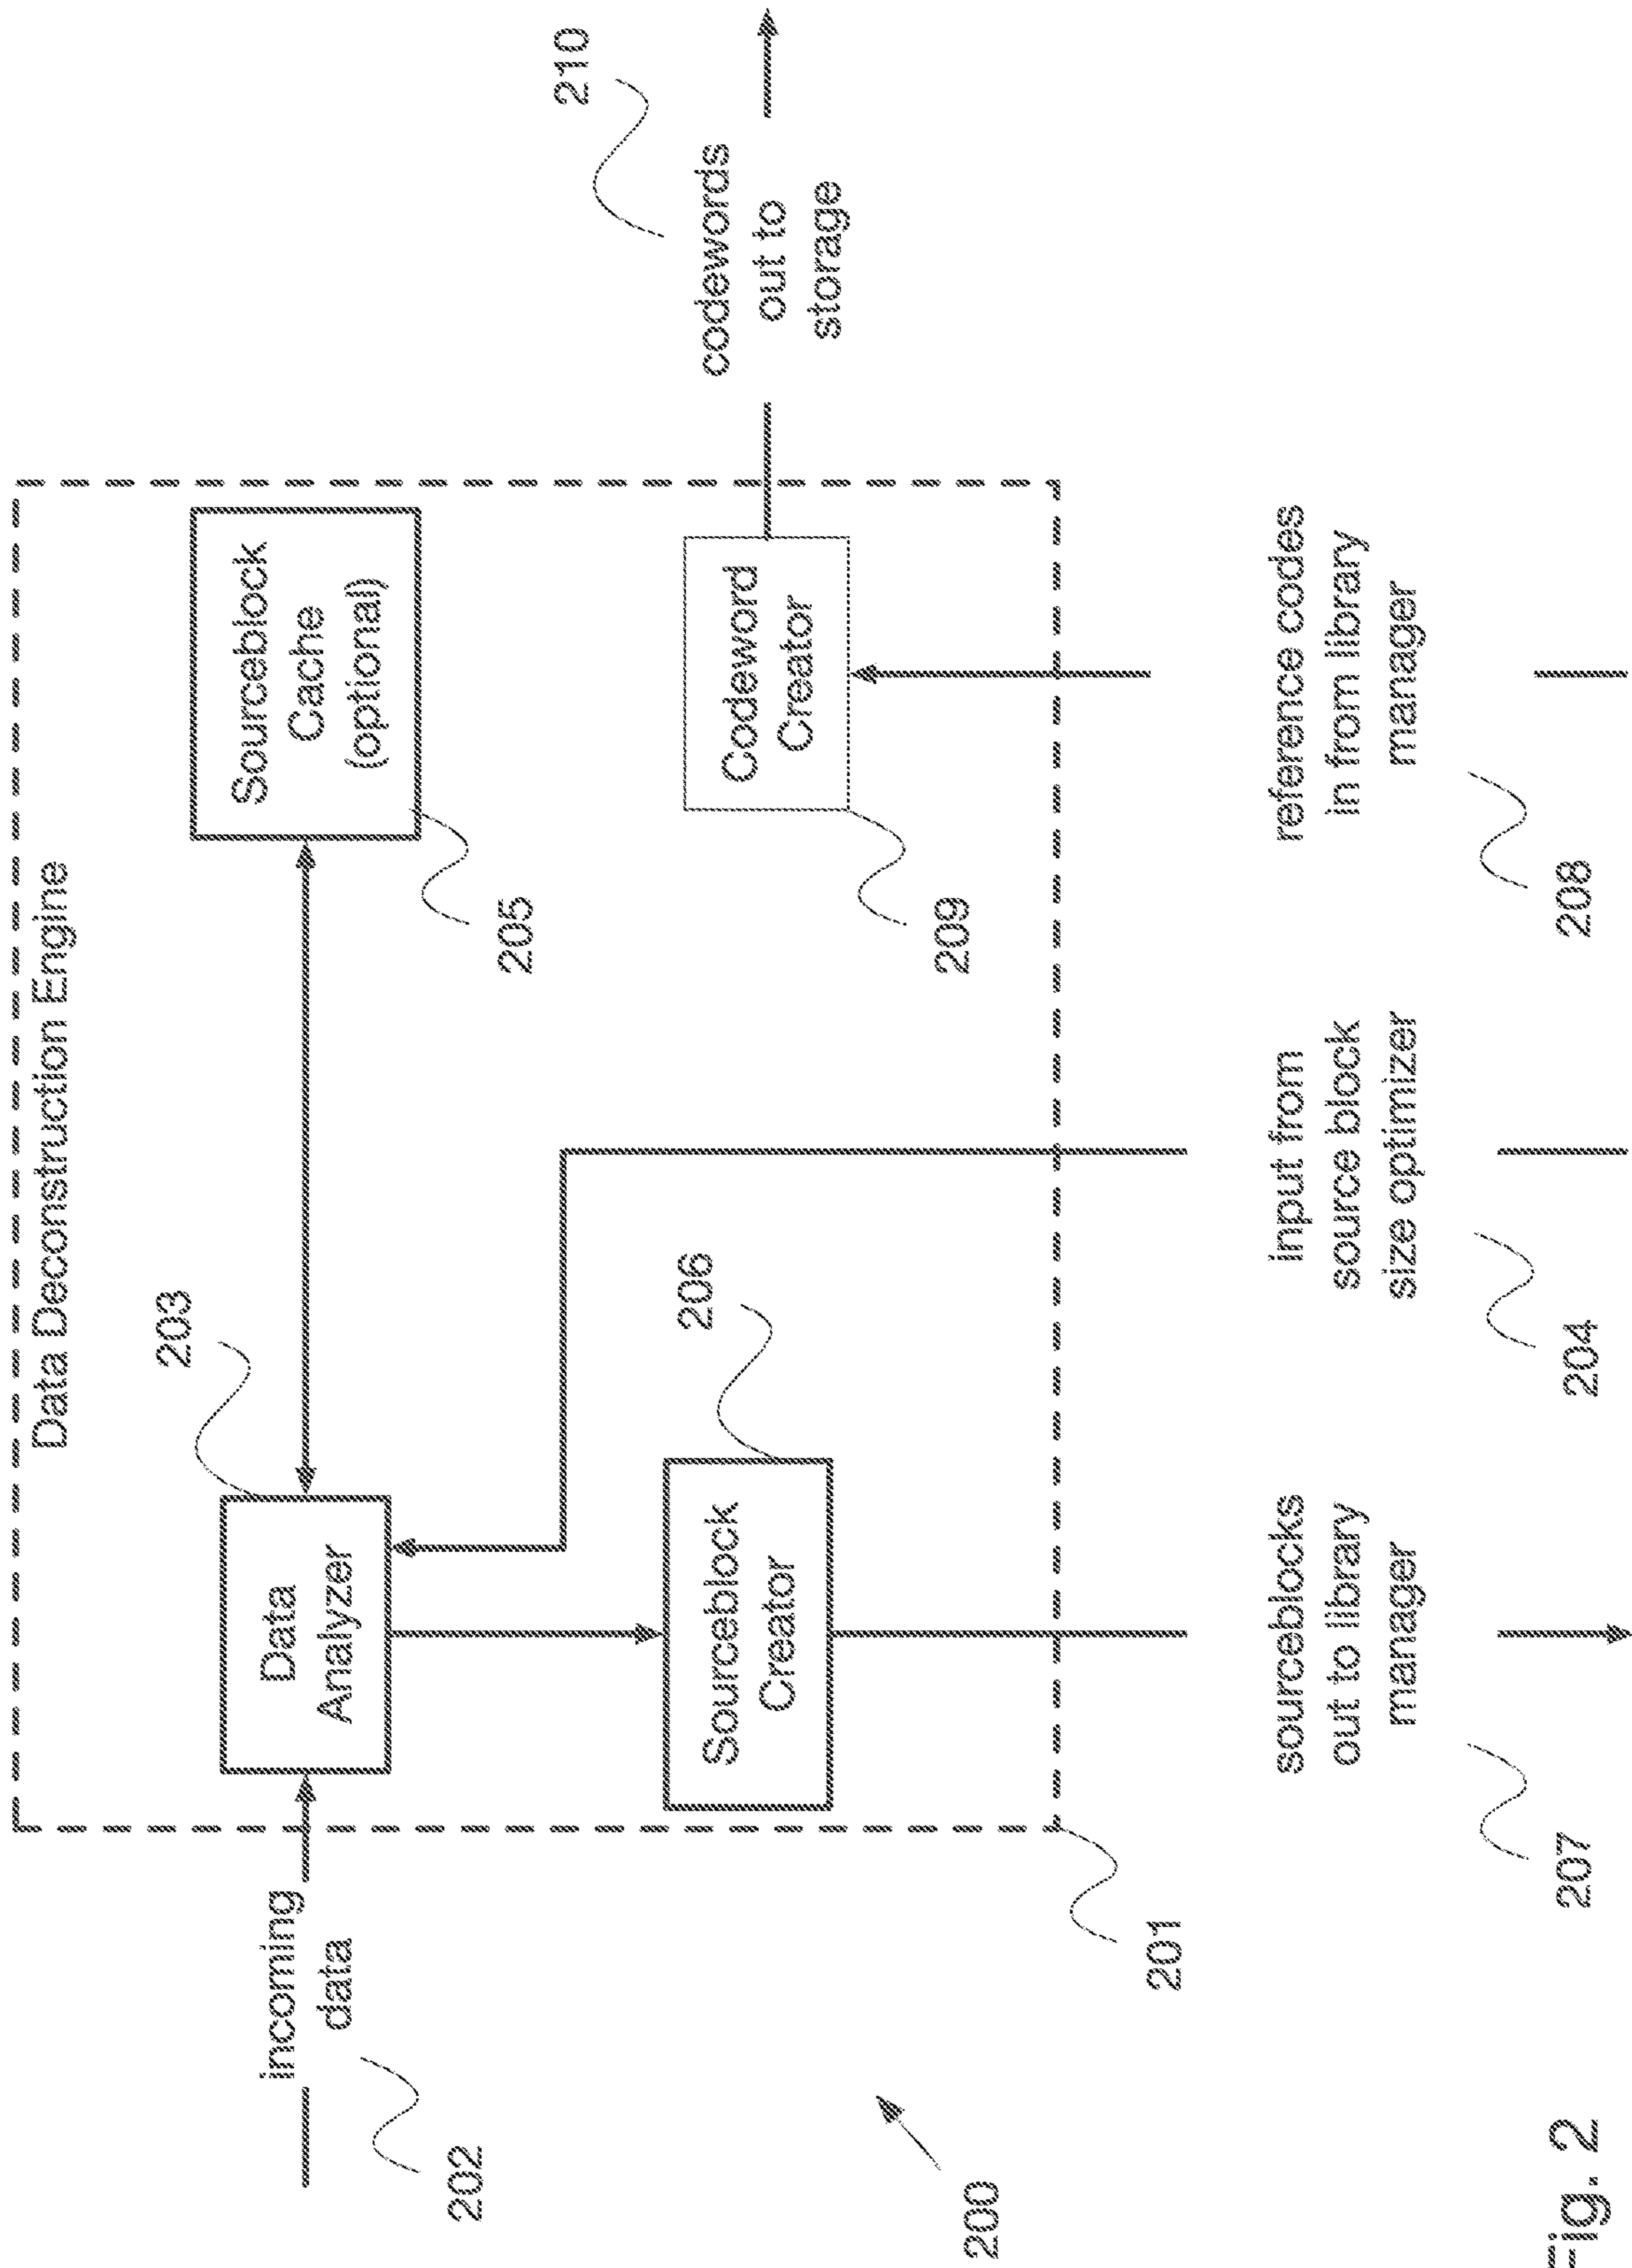 Data Deconstruction Engine
203
incoming
data
202
Data
Analyzer
Sourceblock
Cache
(optional)
205
210
206
Sourceblock
Creator
Codeword
Creator
209
codewords
out to
storage
201
200
sourceblocks
out to library
manager
207
input from
source block
size optimizer
204
reference codes
in from library
manager
208
Fig. 2